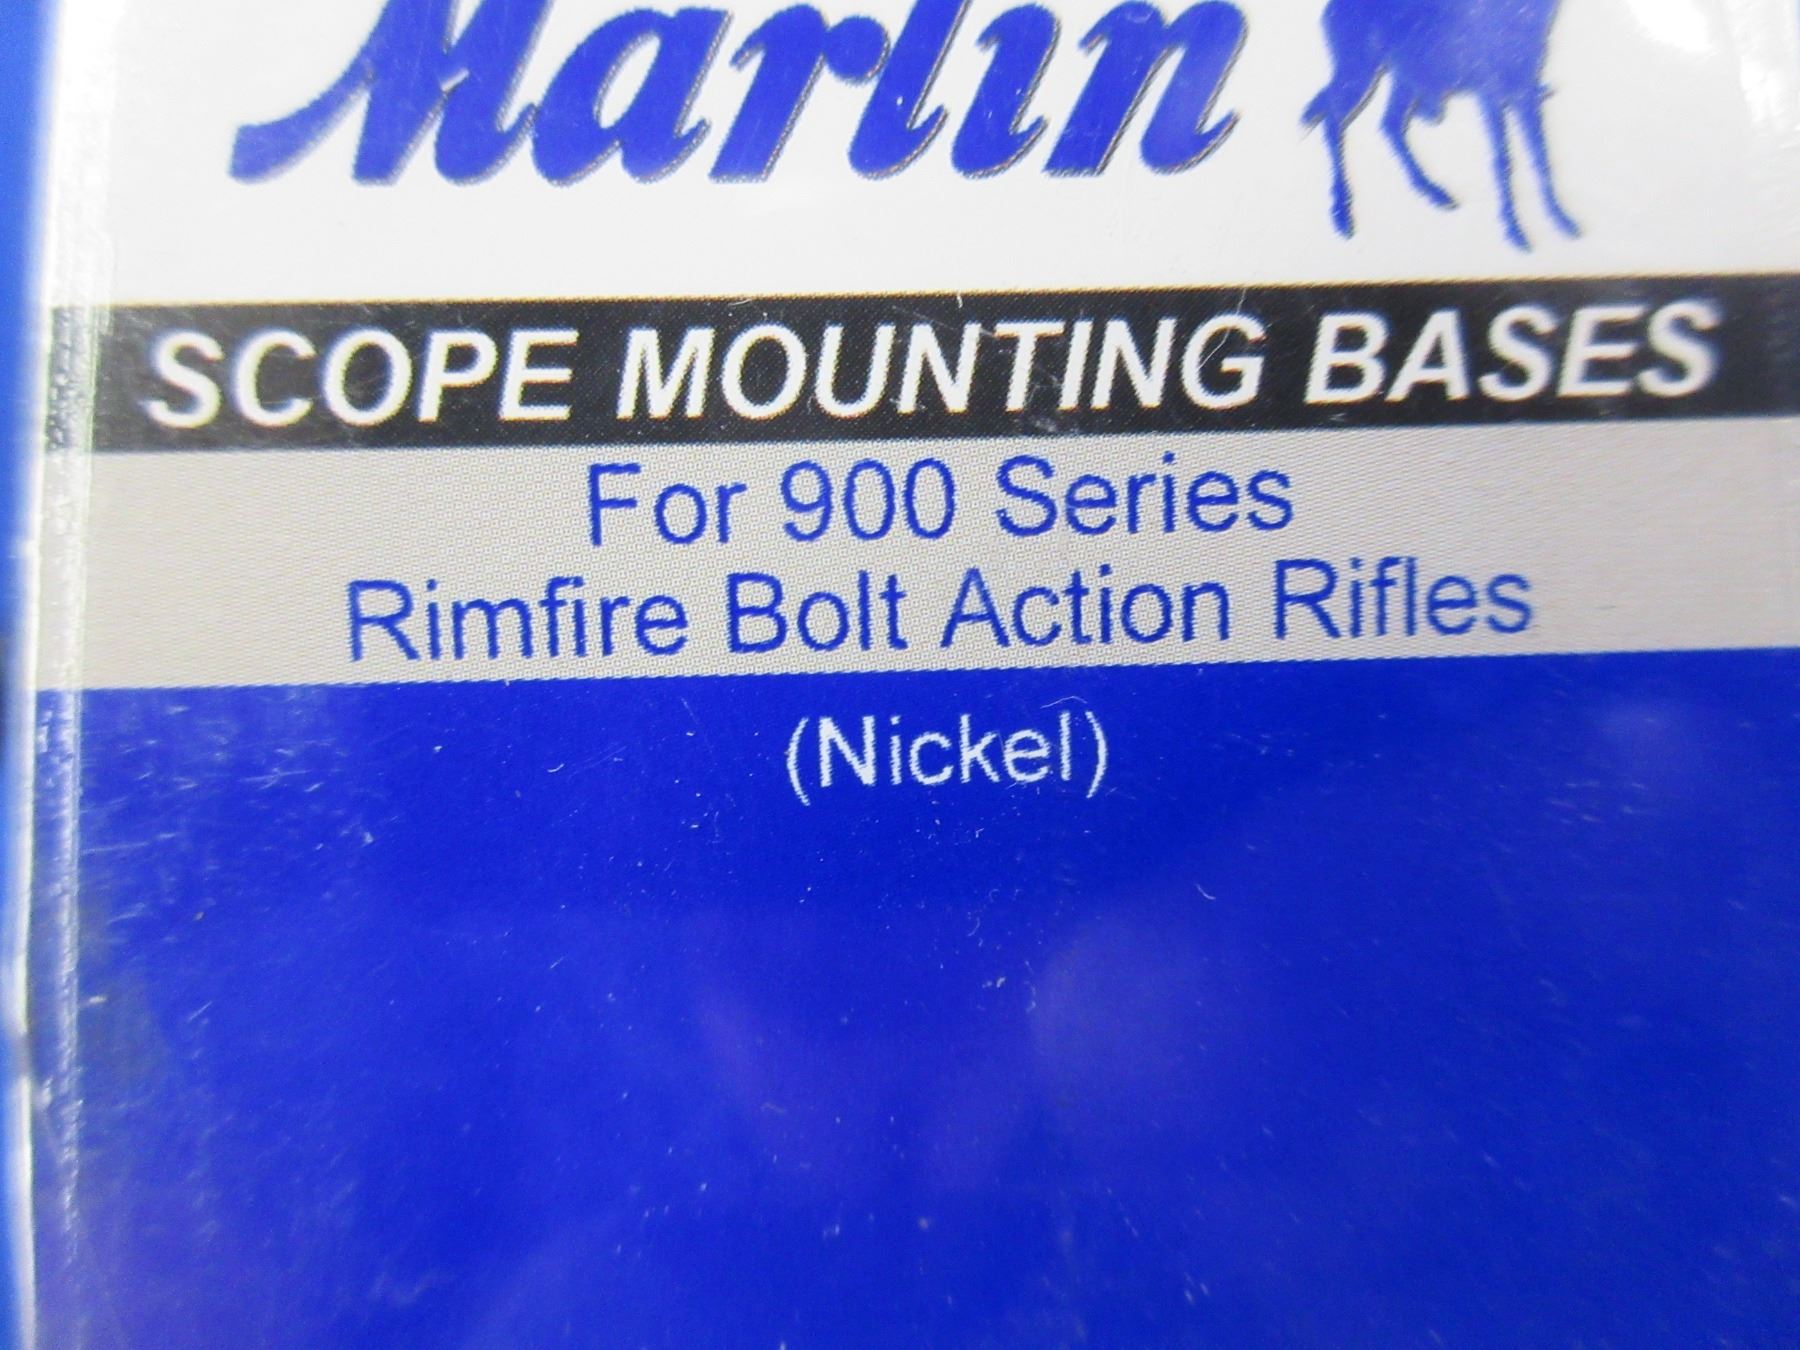 Marlin
SCOPE MOUNTING BASES
For 900 Series
Rimfire Bolt Action Rifles
(Nickel)